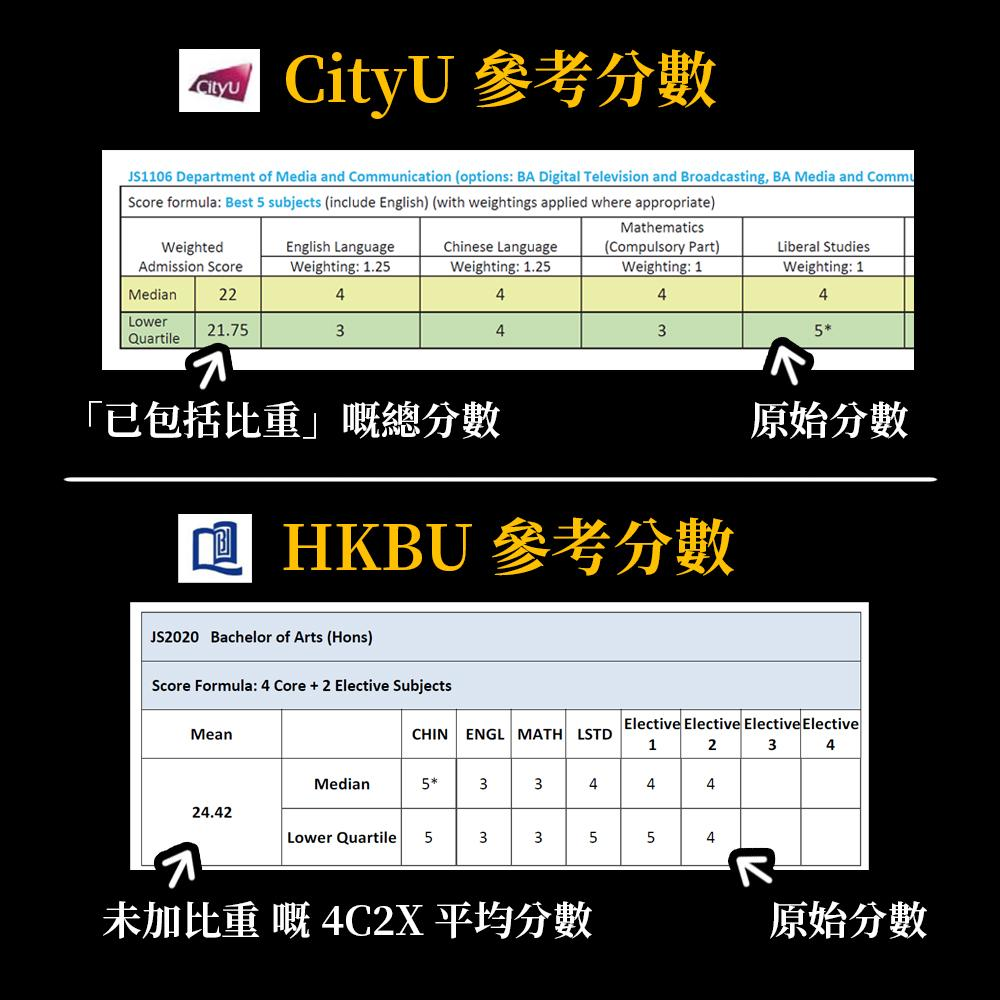 CityU
CityU 參考分數
JS1106 Department of Media and Communication (options: BA Digital Television and Broadcasting, BA Media and Commu
Score formula: Best 5 subjects (include English) (with weightings applied where appropriate)
Weighted Admission Score | English Language | Chinese Language | Mathematics (Compulsory Part) | Liberal Studies
Weighting: 1.25 | Weighting: 1.25 | Weighting: 1 | Weighting: 1
Median | 22 | 4 | 4 | 4 | 4
Lower Quartile | 21.75 | 3 | 4 | 3 | 5*
「已包括比重」嘅總分數
原始分數
HKBU 參考分數
JS2020 Bachelor of Arts (Hons)
Score Formula: 4 Core + 2 Elective Subjects
Mean | CHIN | ENGL | MATH | LSTD | Elective 1 | Elective 2 | Elective 3 | Elective 4
24.42
Median | 5* | 3 | 3 | 4 | 4 | 4
Lower Quartile | 5 | 3 | 3 | 5 | 5 | 4
未加比重 嘅 4C2X 平均分數
原始分數